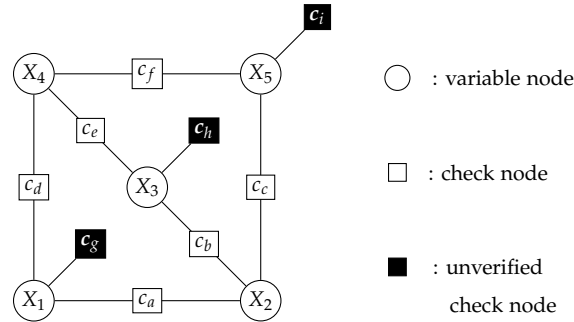 c_i
X_4
c_f
X_5
: variable node
c_e
c_h
c_d
X_3
c_c
: check node
c_g
c_b
: unverified
check node
X_1
c_a
X_2